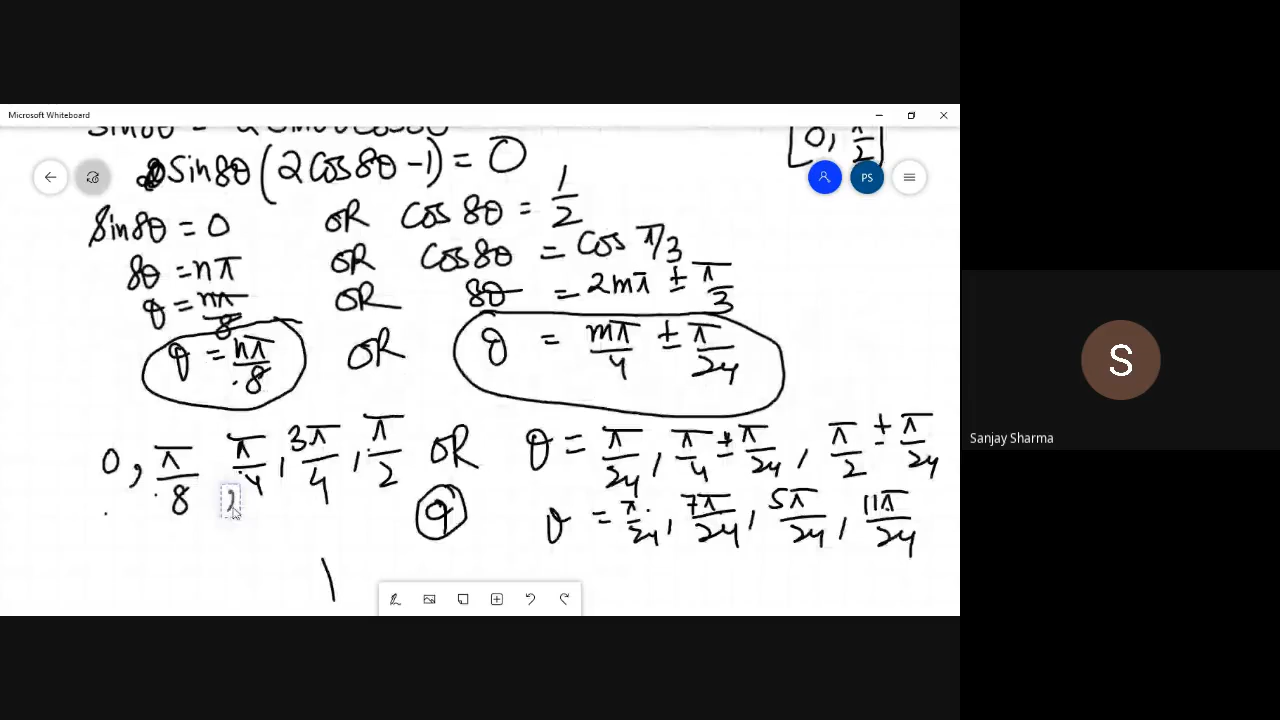 Microsoft Whiteboard
[0, π/2]
PS
Sin8θ(2Cos8θ-1) = 0
Sin8θ = 0 OR Cos 8θ = 1/2
8θ = nπ OR Cos8θ = Cos π/3
θ = nπ/8 OR 8θ = 2mπ ± π/3
θ = nπ/8 OR θ = mπ/4 ± π/24
0, π/8 π/4, 3π/4, π/2 OR θ = π/24, π/4 ± π/24, π/2 ± π/24
9 θ = π/24, 7π/24, 5π/24, 11π/24
S
Sanjay Sharma